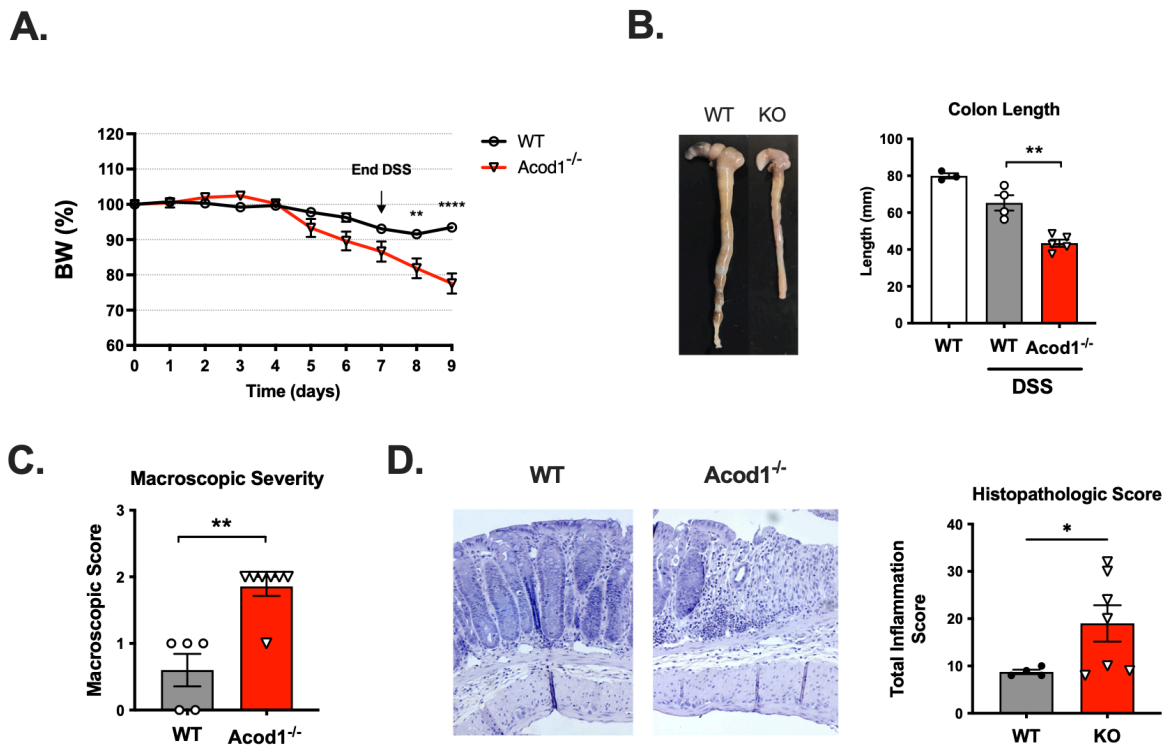 A.
120
110
100
90
80
70
60
BW (%)
0 1 2 3 4 5 6 7 8 9
Time (days)
End DSS
**
****
WT
Acod1-/-
B.
WT KO
Colon Length
100
80
60
40
20
0
Length (mm)
**
WT WT Acod1-/-
DSS
C.
Macroscopic Severity
3
2
1
0
Macroscopic Score
**
WT Acod1-/-
D.
WT Acod1-/-
Histopathologic Score
40
30
20
10
0
Total Inflammation
Score
*
WT KO